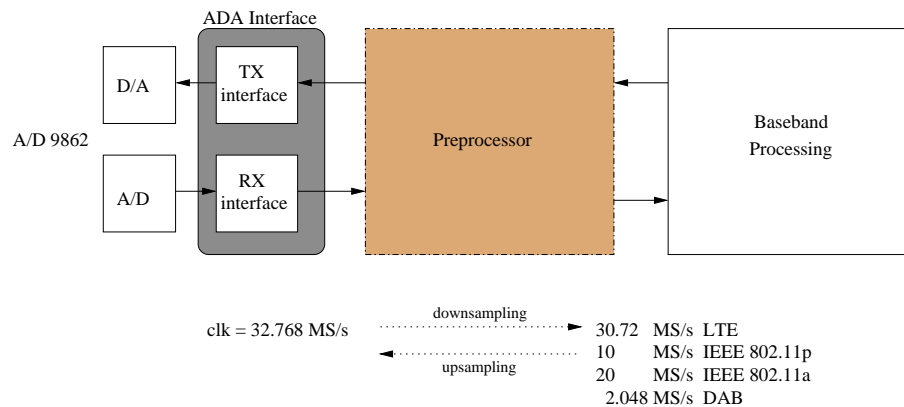 ADA Interface
D/A
TX
interface
A/D 9862
A/D
RX
interface
Preprocessor
Baseband
Processing
clk = 32.768 MS/s
downsampling
upsampling
30.72 MS/s LTE
10 MS/s IEEE 802.11p
20 MS/s IEEE 802.11a
2.048 MS/s DAB